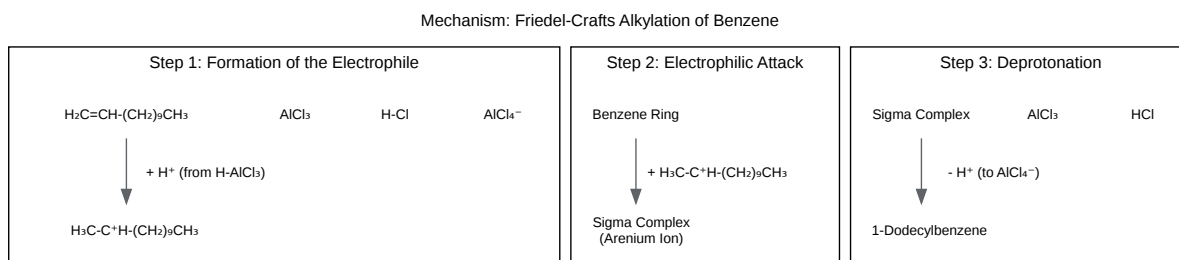 Mechanism: Friedel-Crafts Alkylation of Benzene
Step 1: Formation of the Electrophile
H₂C=CH-(CH₂)₉CH₃
AlCl₃
H-Cl
AlCl₄⁻
+ H⁺ (from H-AlCl₃)
H₃C-C⁺H-(CH₂)₉CH₃
Step 2: Electrophilic Attack
Benzene Ring
+ H₃C-C⁺H-(CH₂)₉CH₃
Sigma Complex
(Arenium Ion)
Step 3: Deprotonation
Sigma Complex
AlCl₃
HCl
- H⁺ (to AlCl₄⁻)
1-Dodecylbenzene